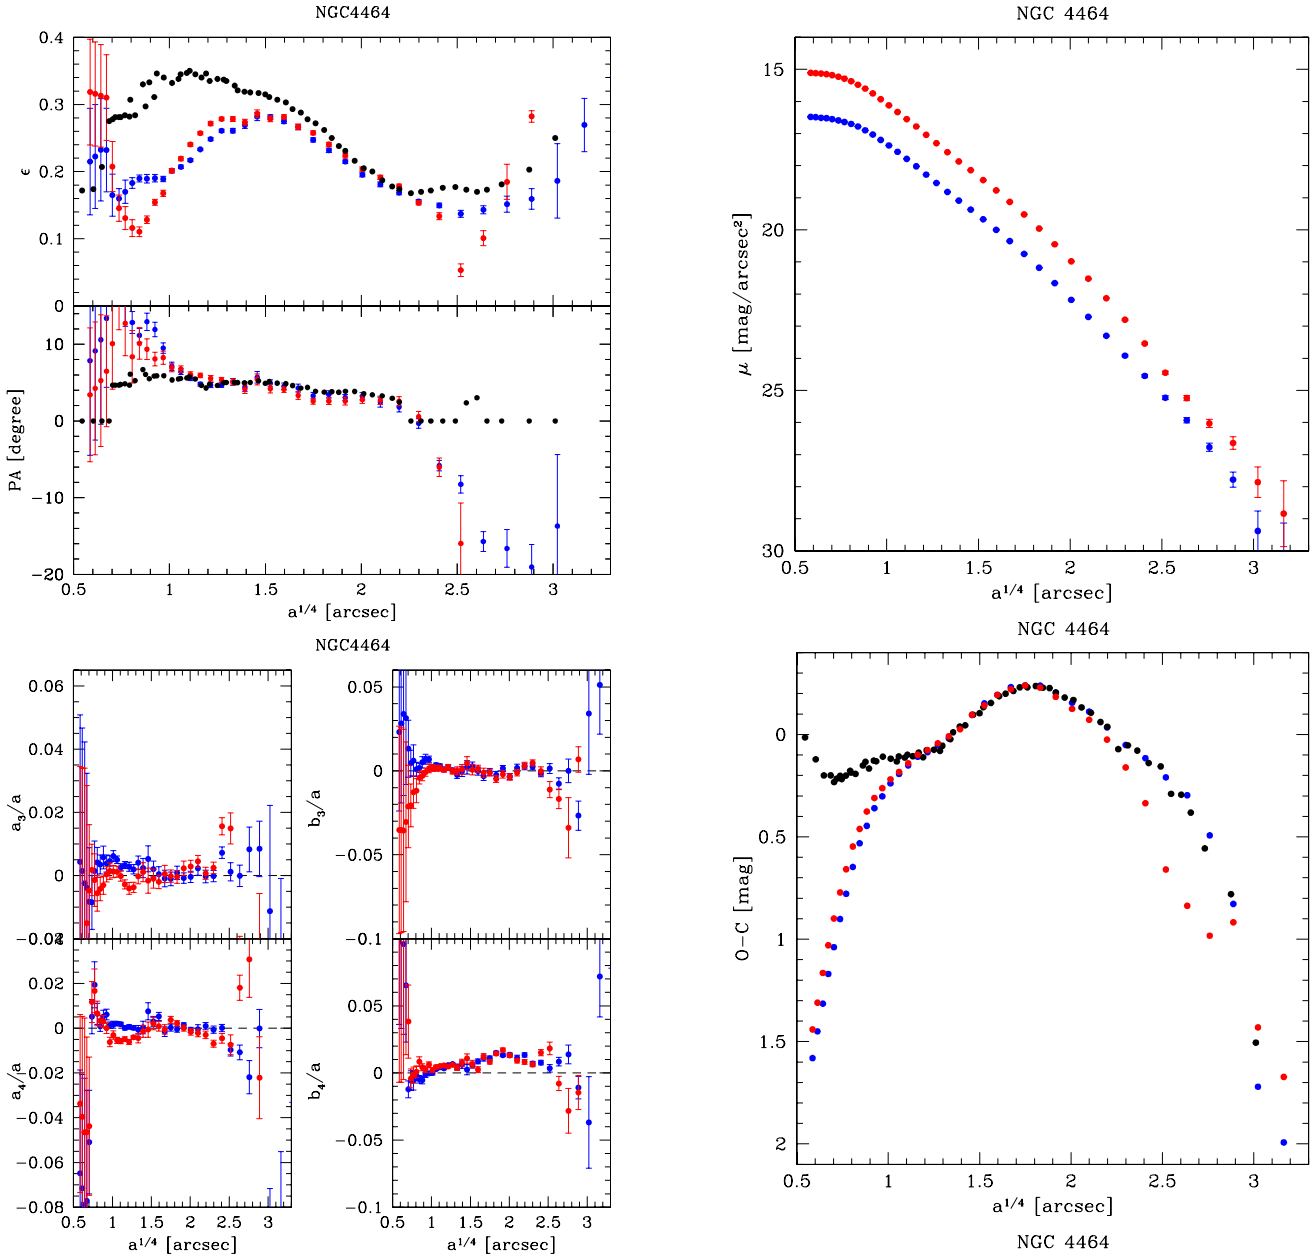 NGC4464
0.4
0.3
ϵ
0.2
0.1
0
10
PA [degree]
0
−10
−20
0.5 1 1.5 2 2.5 3
a1/4 [arcsec]
NGC 4464
15
20
μ [mag/arcsec2]
25
30
0.5 1 1.5 2 2.5 3
a1/4 [arcsec]
NGC4464
0.06
0.04
a3/a
0.02
0
−0.02
0.02
0
a4/a
−0.02
−0.04
−0.06
−0.08
0.5 1 1.5 2 2.5 3
a1/4 [arcsec]
0.05
b3/a
0
−0.05
−0.1
0.05
b4/a
0
−0.05
−0.1
0.5 1 1.5 2 2.5 3
a1/4 [arcsec]
NGC 4464
0
0.5
O−C [mag]
1
1.5
2
0.5 1 1.5 2 2.5 3
a1/4 [arcsec]
NGC 4464